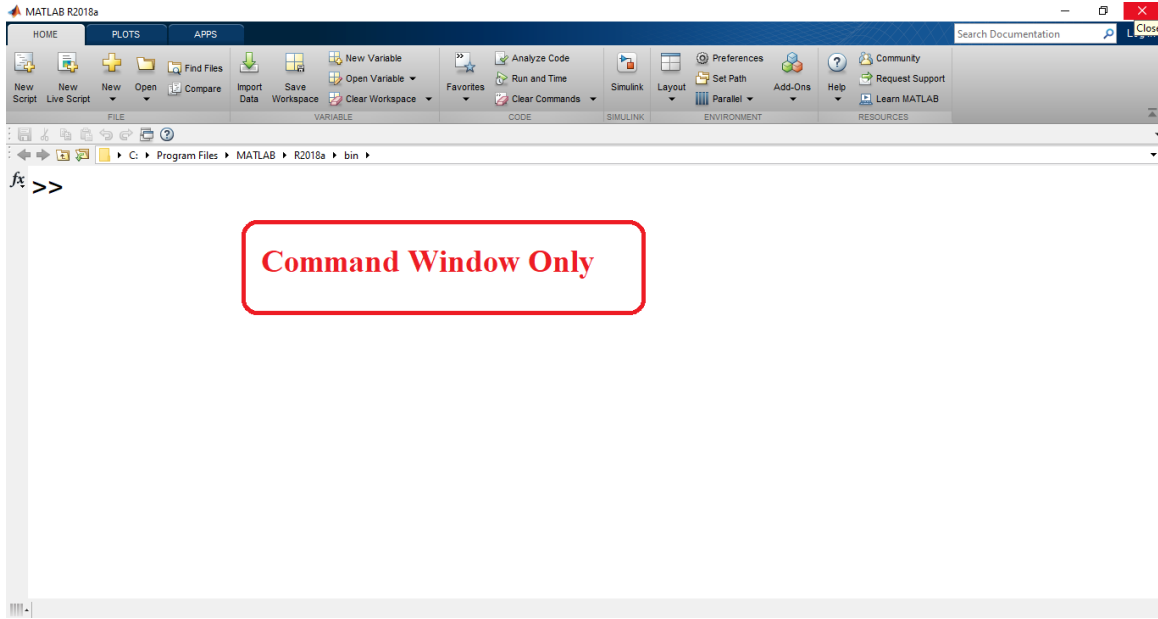 MATLAB R2018a
Close
HOME PLOTS APPS Search Documentation
New Script
New Live Script
New
Open
Find Files
Compare
Import Data
Save Workspace
New Variable
Open Variable
Clear Workspace
Favorites
Analyze Code
Run and Time
Clear Commands
Simulink
Layout
Preferences
Set Path
Parallel
Add-Ons
Help
Community
Request Support
Learn MATLAB
FILE VARIABLE CODE SIMULINK ENVIRONMENT RESOURCES
C: Program Files MATLAB R2018a bin
fx >>
Command Window Only